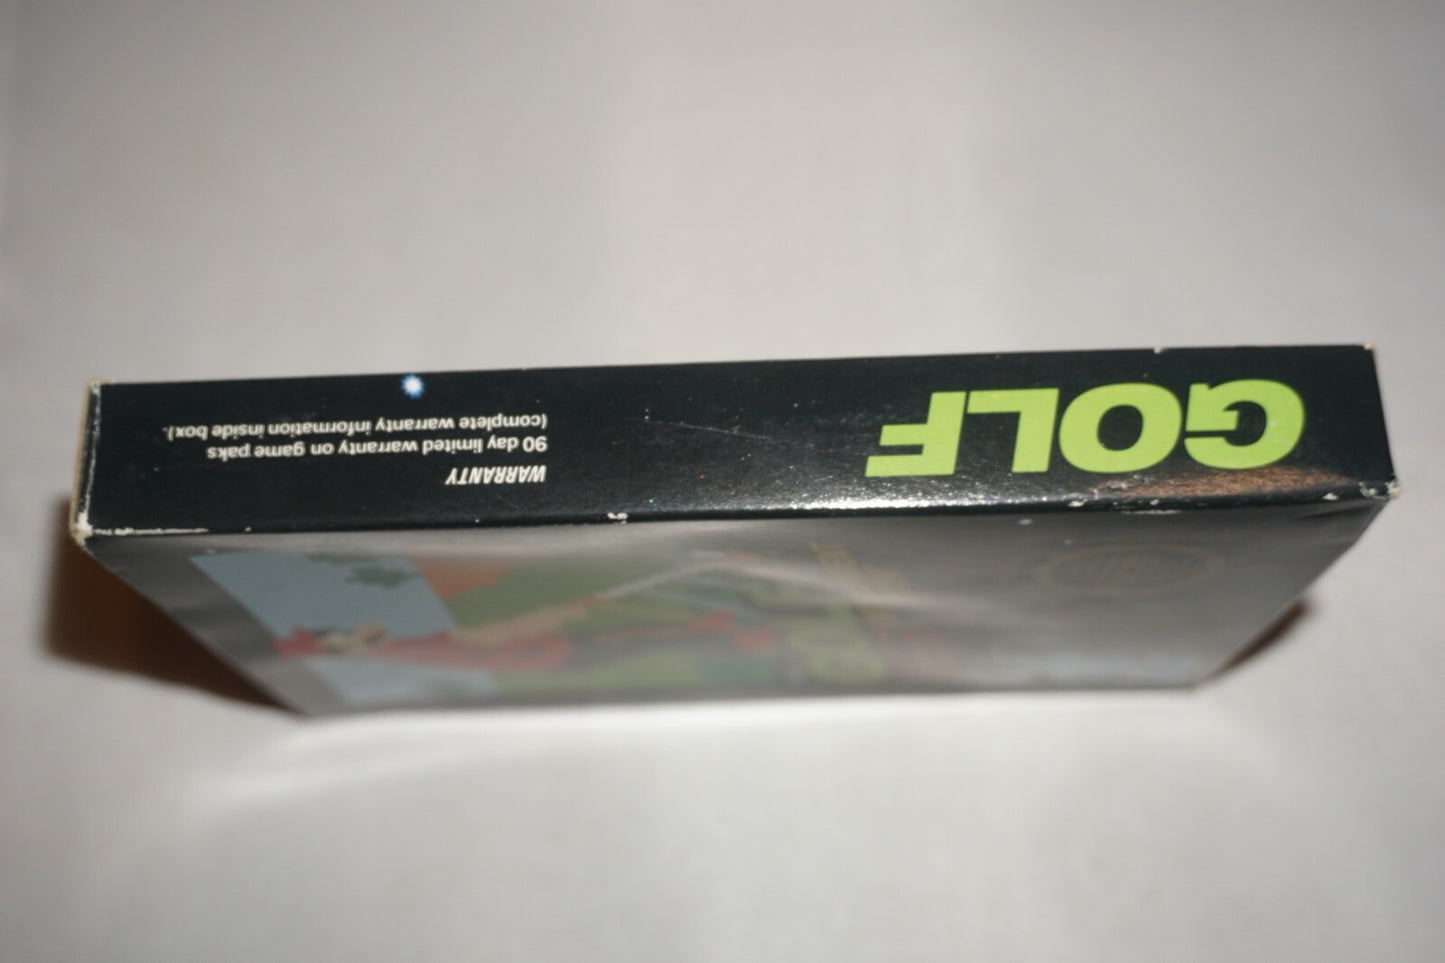 GOLF
WARRANTY
90 day limited warranty on game paks
(complete warranty information inside box).